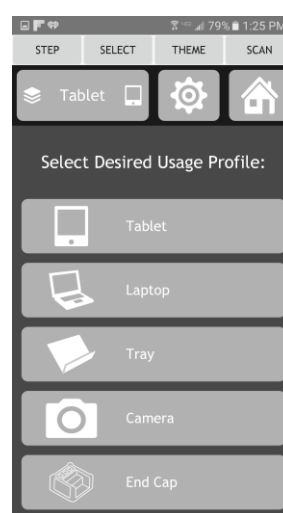 79% 1:25 PM
STEP SELECT THEME SCAN
Tablet
Select Desired Usage Profile:
Tablet
Laptop
Tray
Camera
End Cap